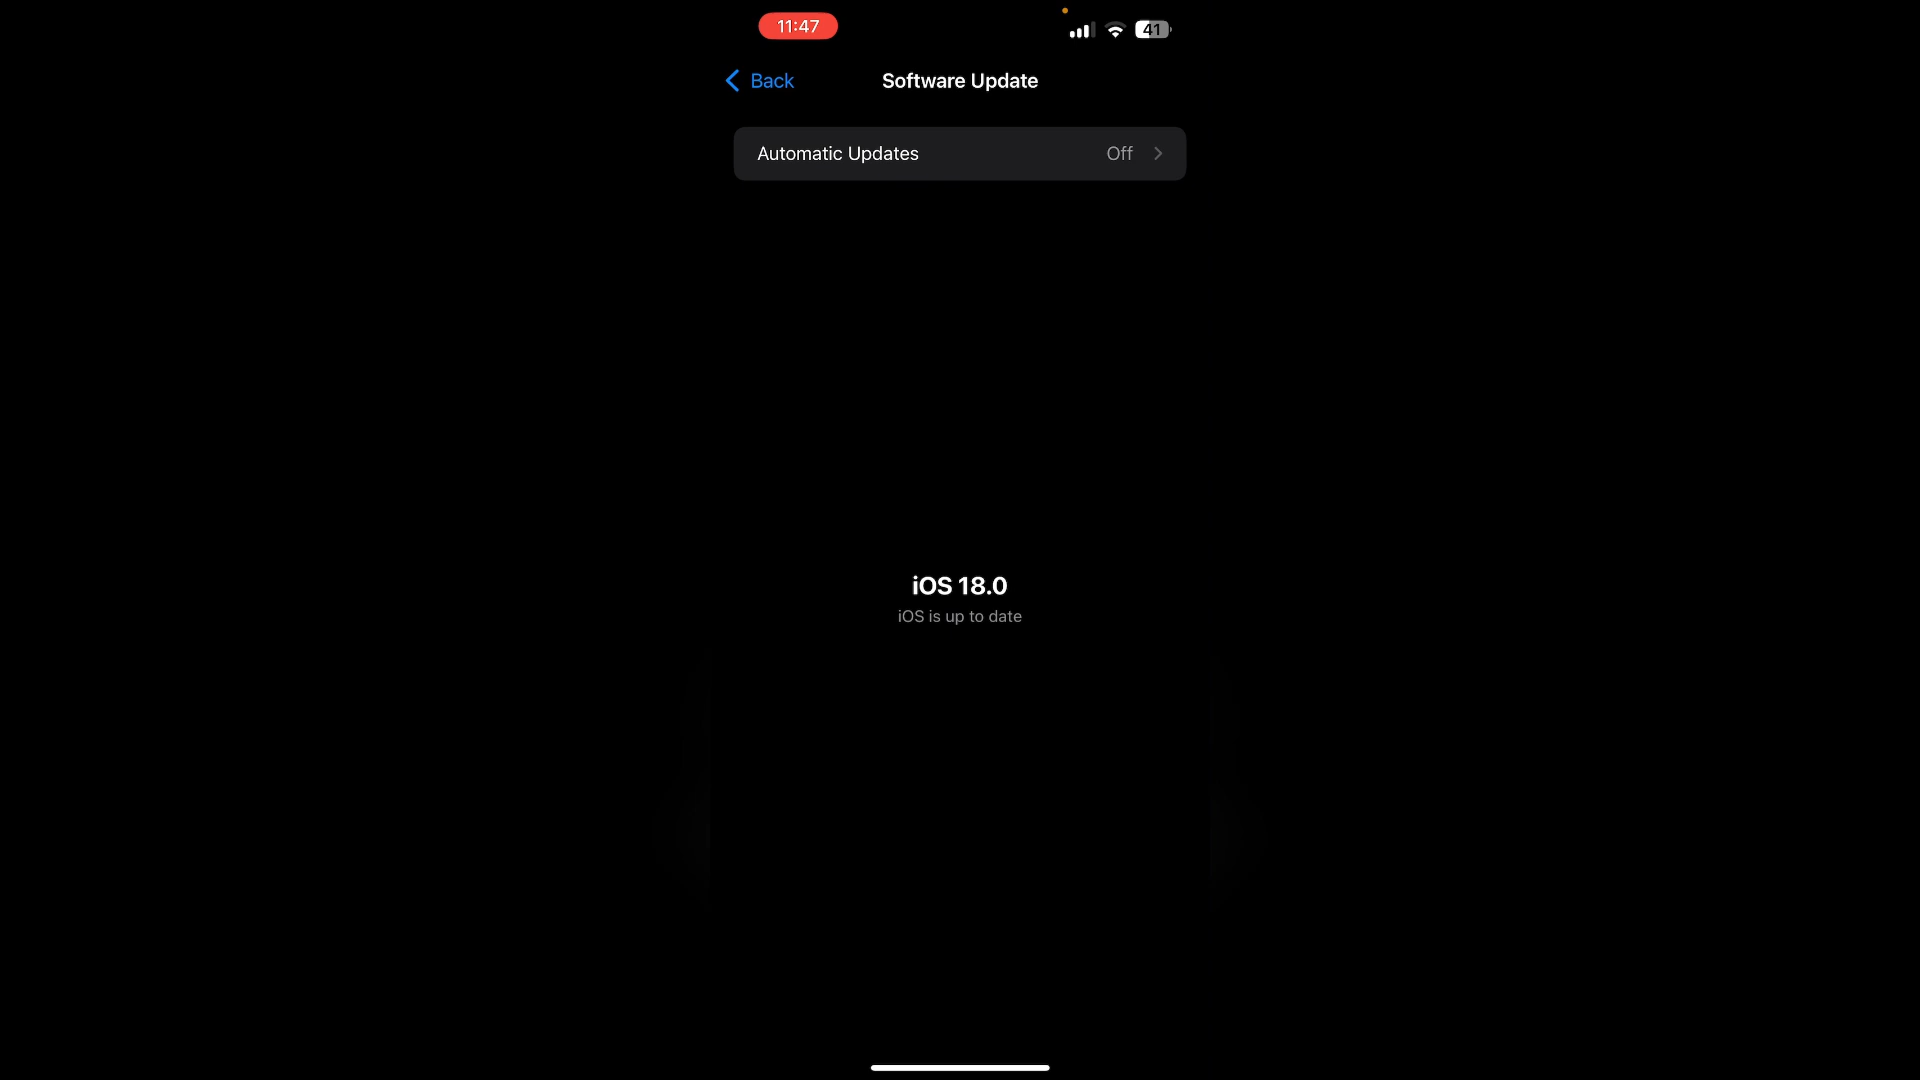 11:47
41
Back
Software Update
Automatic Updates
Off
iOS 18.0
iOS is up to date